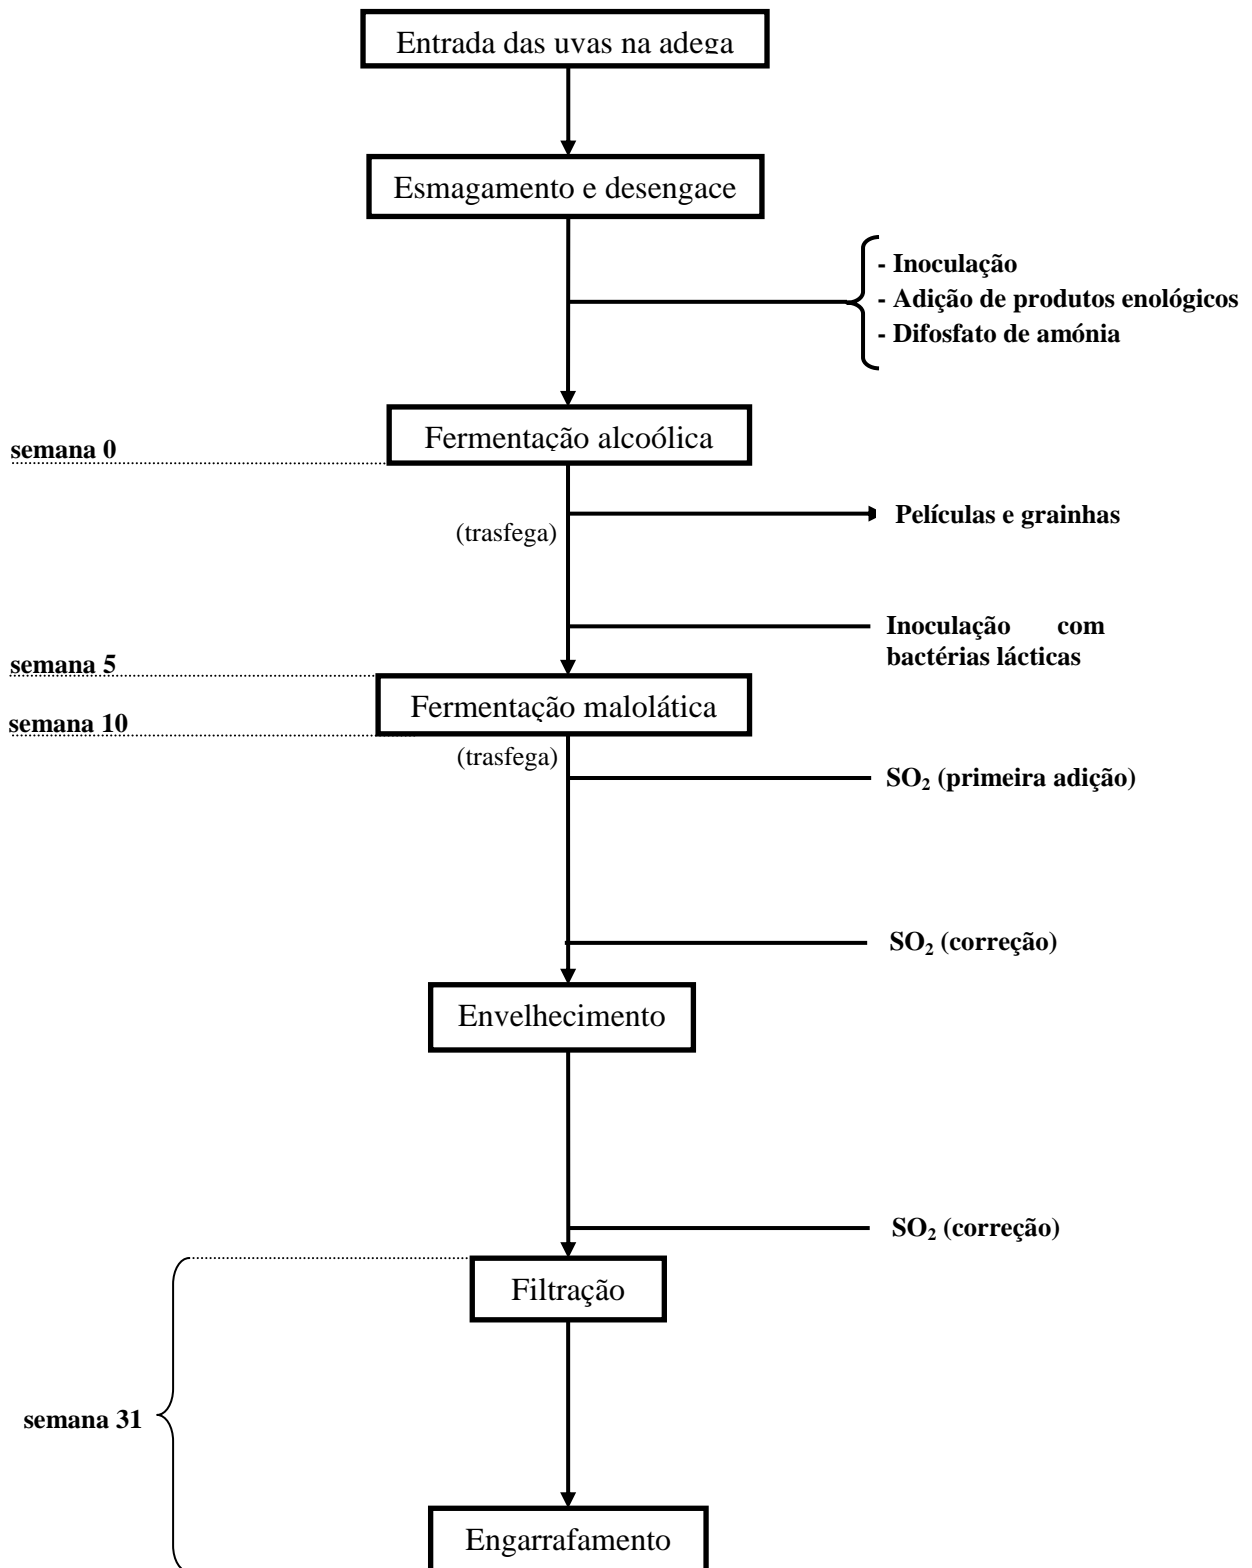 Entrada das uvas na adega
Esmagamento e desengace
- Inoculação
- Adição de produtos enológicos
- Difosfato de amónia
Fermentação alcoólica
semana 0
Películas e grainhas
(trasfega)
Inoculação com
bactérias lácticas
semana 5
Fermentação malolática
semana 10
(trasfega)
SO₂ (primeira adição)
SO₂ (correção)
Envelhecimento
SO₂ (correção)
Filtração
semana 31
Engarrafamento